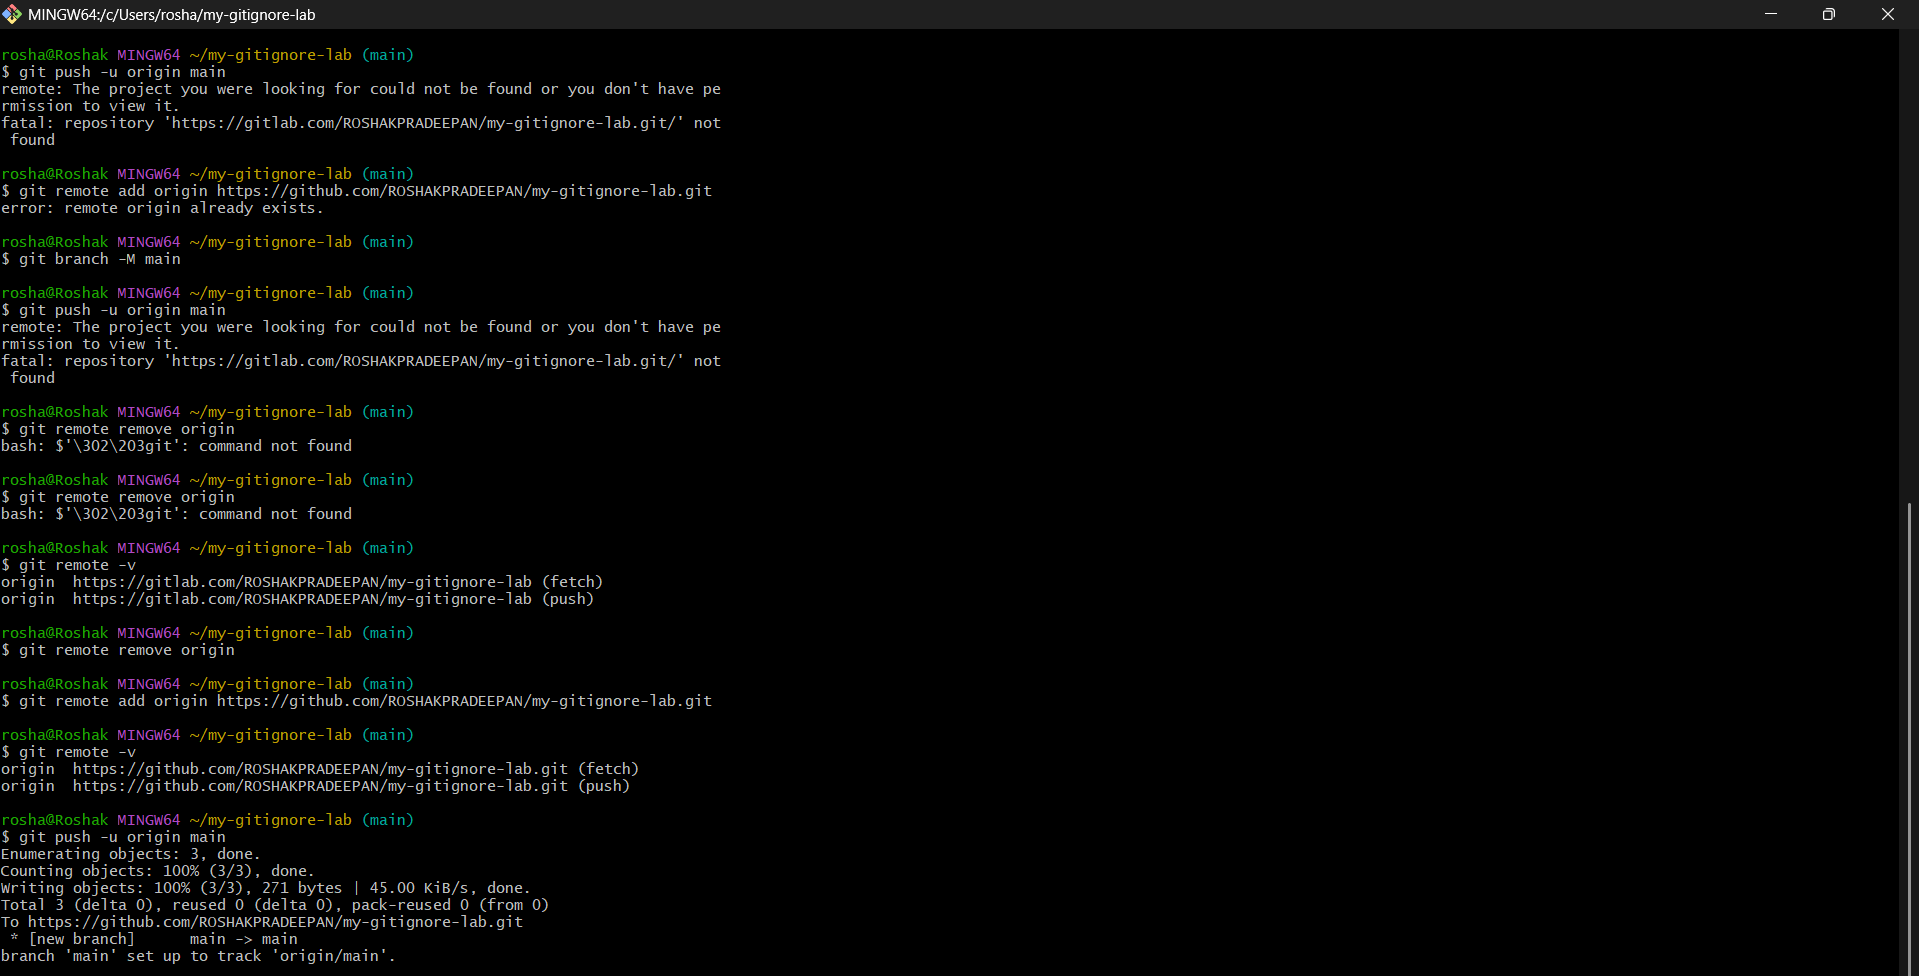 MINGW64:/c/Users/rosha/my-gitignore-lab
rosha@Roshak MINGW64 ~/my-gitignore-lab (main)
$ git push -u origin main
remote: The project you were looking for could not be found or you don't have pe
rmission to view it.
fatal: repository 'https://gitlab.com/ROSHAKPRADEEPAN/my-gitignore-lab.git/' not
 found
rosha@Roshak MINGW64 ~/my-gitignore-lab (main)
$ git remote add origin https://github.com/ROSHAKPRADEEPAN/my-gitignore-lab.git
error: remote origin already exists.
rosha@Roshak MINGW64 ~/my-gitignore-lab (main)
$ git branch -M main
rosha@Roshak MINGW64 ~/my-gitignore-lab (main)
$ git push -u origin main
remote: The project you were looking for could not be found or you don't have pe
rmission to view it.
fatal: repository 'https://gitlab.com/ROSHAKPRADEEPAN/my-gitignore-lab.git/' not
 found
rosha@Roshak MINGW64 ~/my-gitignore-lab (main)
$ git remote remove origin
bash: $'\302\203git': command not found
rosha@Roshak MINGW64 ~/my-gitignore-lab (main)
$ git remote remove origin
bash: $'\302\203git': command not found
rosha@Roshak MINGW64 ~/my-gitignore-lab (main)
$ git remote -v
origin  https://gitlab.com/ROSHAKPRADEEPAN/my-gitignore-lab (fetch)
origin  https://gitlab.com/ROSHAKPRADEEPAN/my-gitignore-lab (push)
rosha@Roshak MINGW64 ~/my-gitignore-lab (main)
$ git remote remove origin
rosha@Roshak MINGW64 ~/my-gitignore-lab (main)
$ git remote add origin https://github.com/ROSHAKPRADEEPAN/my-gitignore-lab.git
rosha@Roshak MINGW64 ~/my-gitignore-lab (main)
$ git remote -v
origin  https://github.com/ROSHAKPRADEEPAN/my-gitignore-lab.git (fetch)
origin  https://github.com/ROSHAKPRADEEPAN/my-gitignore-lab.git (push)
rosha@Roshak MINGW64 ~/my-gitignore-lab (main)
$ git push -u origin main
Enumerating objects: 3, done.
Counting objects: 100% (3/3), done.
Writing objects: 100% (3/3), 271 bytes | 45.00 KiB/s, done.
Total 3 (delta 0), reused 0 (delta 0), pack-reused 0 (from 0)
To https://github.com/ROSHAKPRADEEPAN/my-gitignore-lab.git
 * [new branch]      main -> main
branch 'main' set up to track 'origin/main'.